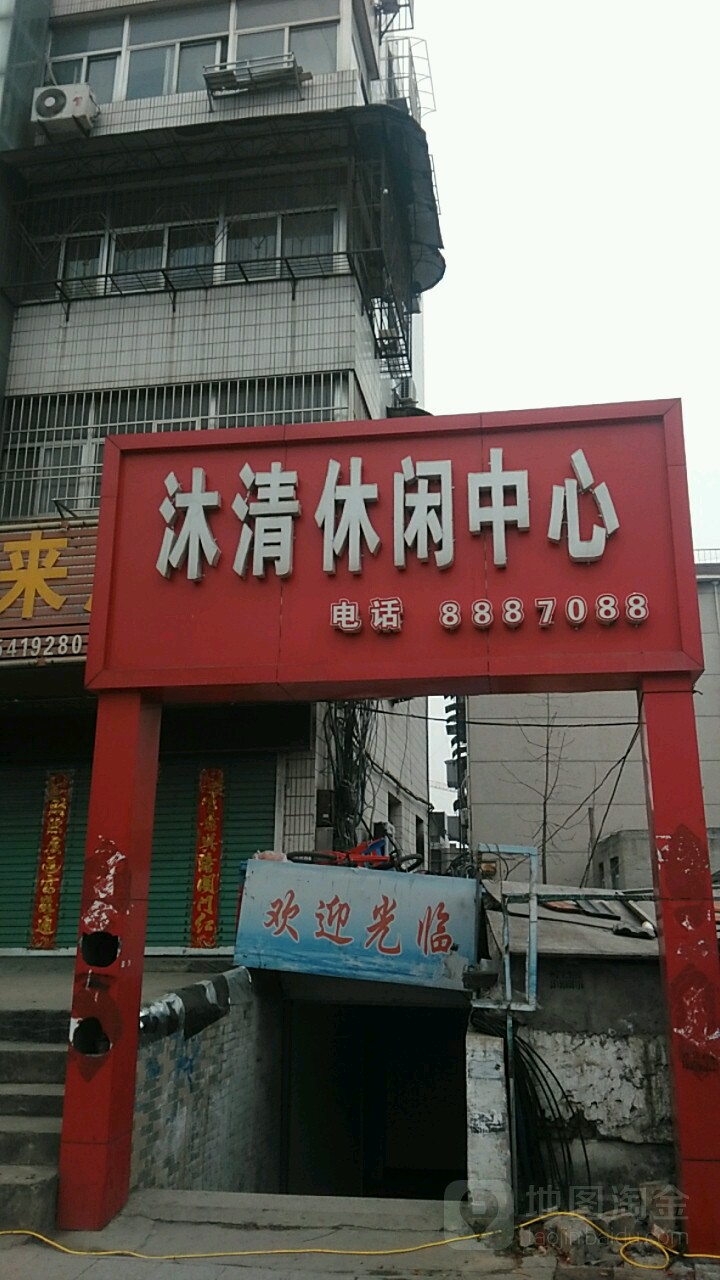 沐清休闲中心
电话 8887088
来
5419280
欢迎光临
地图淘金